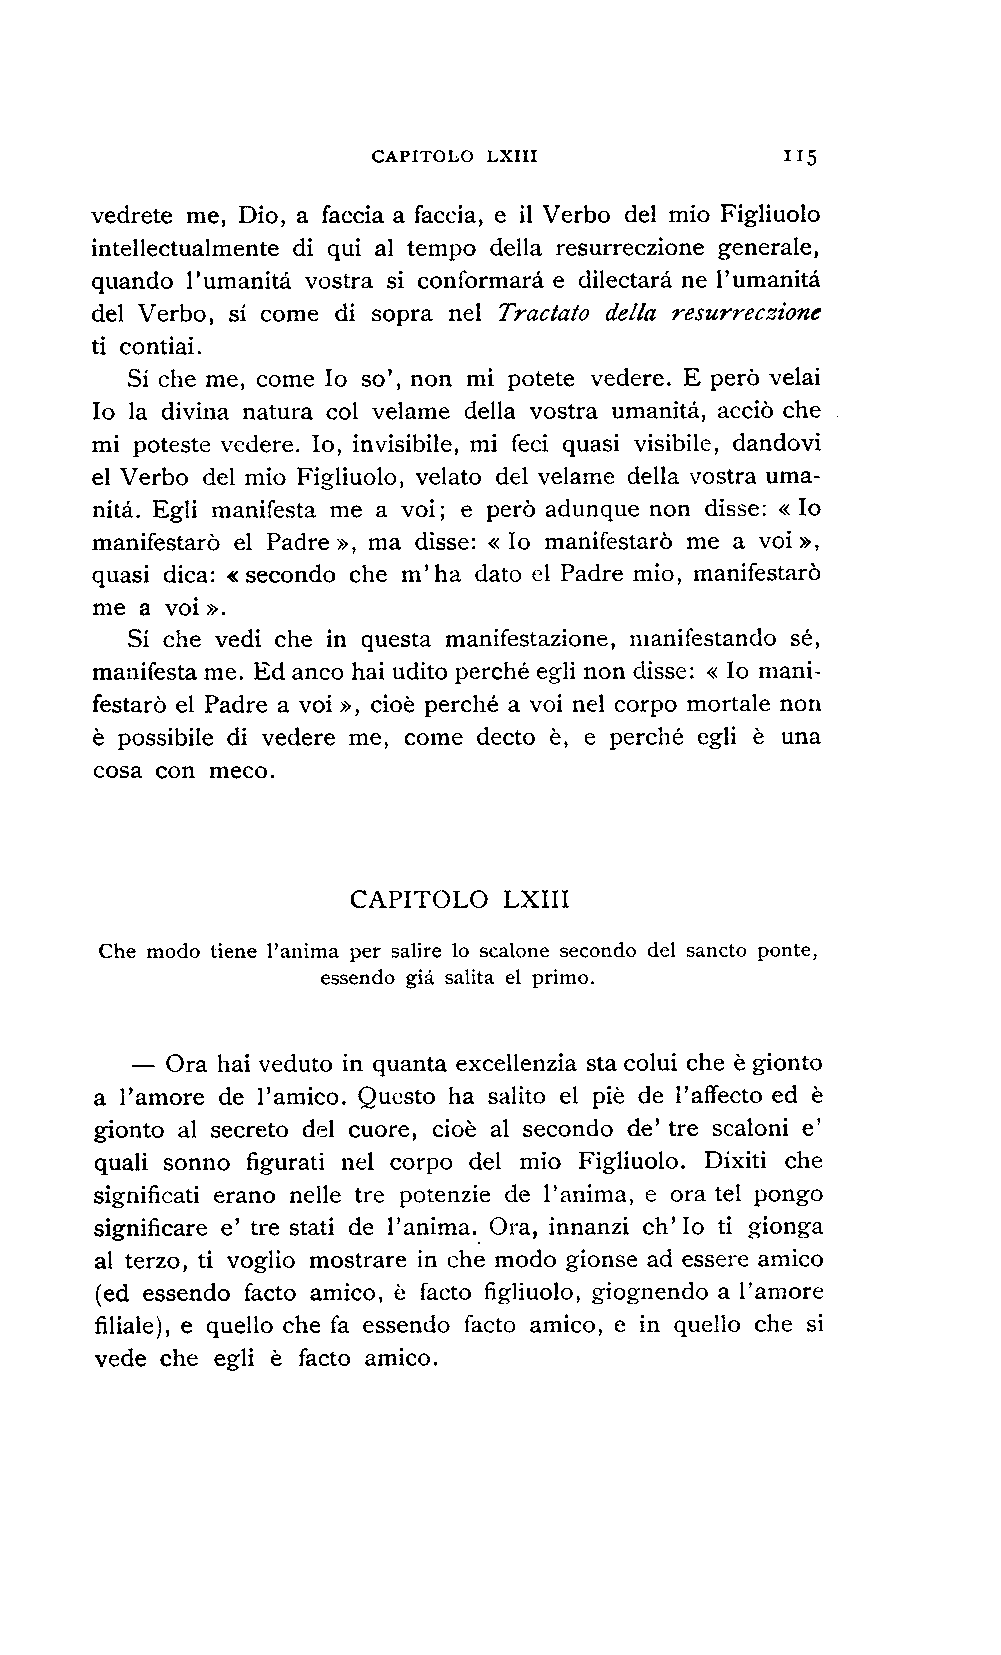 CAPITOLO LXIII 115
vedrete me, Dio, a faccia a faccia, e il Verbo del mio Figliuolo
intellectualmente di qui al tempo della resurreczione generale,
quando l'umanitá vostra si conformará e dilectará ne l'umanitá
del Verbo, sí come di sopra nel Tractato della resurreczione
ti contiai.
Sí che me, come Io so', non mi potete vedere. E però velai
Io la divina natura col velame della vostra umanitá, acciò che
mi poteste vedere. Io, invisibile, mi feci quasi visibile, dandovi
el Verbo del mio Figliuolo, velato del velame della vostra uma-
nitá. Egli manifesta me a voi; e però adunque non disse: « Io
manifestarò el Padre », ma disse: « Io manifestarò me a voi »,
quasi dica: « secondo che m'ha dato el Padre mio, manifestarò
me a voi ».
Sí che vedi che in questa manifestazione, manifestando sé,
manifesta me. Ed anco hai udito perché egli non disse: « Io mani-
festarò el Padre a voi », cioè perché a voi nel corpo mortale non
è possibile di vedere me, come decto è, e perché egli è una
cosa con meco.
CAPITOLO LXIII
Che modo tiene l'anima per salire lo scalone secondo del sancto ponte,
essendo giá salita el primo.
— Ora hai veduto in quanta excellenzia sta colui che è gionto
a l'amore de l'amico. Questo ha salito el piè de l'affecto ed è
gionto al secreto del cuore, cioè al secondo de' tre scaloni e'
quali sonno figurati nel corpo del mio Figliuolo. Dixiti che
significati erano nelle tre potenzie de l'anima, e ora tel pongo
significare e' tre stati de l'anima. Ora, innanzi ch'Io ti gionga
al terzo, ti voglio mostrare in che modo gionse ad essere amico
(ed essendo facto amico, è facto figliuolo, giognendo a l'amore
filiale), e quello che fa essendo facto amico, e in quello che si
vede che egli è facto amico.